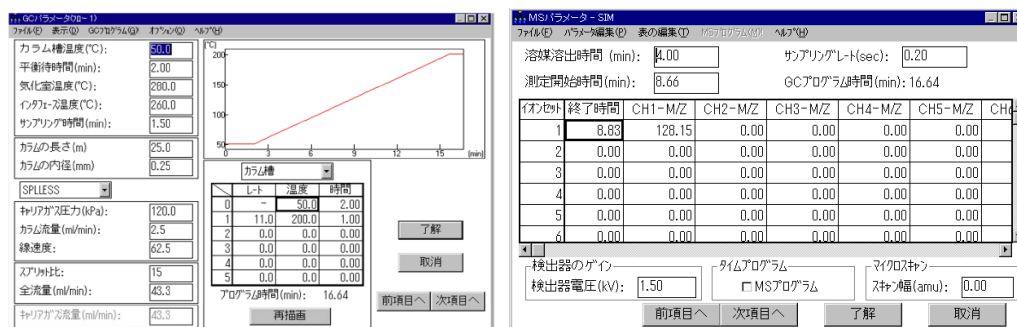 GCパラメータ(ﾌﾛｰ1)
ﾌｧｲﾙ(F) 表示(D) GCﾌﾟﾛｸﾞﾗﾑ(G) ｵﾌﾟｼｮﾝ(O) ﾍﾙﾌﾟ(H)
カラム槽温度(℃): 50.0
平衡待時間(min): 2.00
気化室温度(℃): 280.0
ｲﾝﾀﾌｪｰｽ温度(℃): 260.0
ｻﾝﾌﾟﾘﾝｸﾞ時間(min): 1.50
カラムの長さ(m) 25.0
カラムの内径(mm) 0.25
SPLLESS
ｷｬﾘｱｶﾞｽ圧力(kPa): 120.0
ｶﾗﾑ流量(ml/min): 2.5
線速度: 62.5
ｽﾌﾟﾘｯﾄ比: 15
全流量(ml/min): 43.3
ｷｬﾘｱｶﾞｽ流量(ml/min): 43.3
[℃]
200
150
100
50
0 3 6 9 12 15 [min]
カラム槽
ﾚｰﾄ 温度 時間
0 - 50.0 2.00
1 11.0 200.0 1.00
2 0.0 0.0 0.00
3 0.0 0.0 0.00
4 0.0 0.0 0.00
5 0.0 0.0 0.00
ﾌﾟﾛｸﾞﾗﾑ時間(min): 16.64
再描画
了解
取消
前項目へ 次項目へ
MSパラメータ - SIM
ﾌｧｲﾙ(F) ﾊﾟﾗﾒｰﾀ編集(P) 表の編集(T) MSﾌﾟﾛｸﾞﾗﾑ(M) ﾍﾙﾌﾟ(H)
溶媒溶出時間 (min): 4.00 ｻﾝﾌﾟﾘﾝｸﾞﾚｰﾄ(sec): 0.20
測定開始時間(min): 8.66 GCﾌﾟﾛｸﾞﾗﾑ時間(min): 16.64
ｲｵﾝｾｯﾄ 終了時間 CH1-M/Z CH2-M/Z CH3-M/Z CH4-M/Z CH5-M/Z
1 8.83 128.15 0.00 0.00 0.00 0.00
2 0.00 0.00 0.00 0.00 0.00 0.00
3 0.00 0.00 0.00 0.00 0.00 0.00
4 0.00 0.00 0.00 0.00 0.00 0.00
5 0.00 0.00 0.00 0.00 0.00 0.00
6 0.00 0.00 0.00 0.00 0.00 0.00
検出器のｹﾞｲﾝ ﾀｲﾑﾌﾟﾛｸﾞﾗﾑ ﾏｲｸﾛｽｷｬﾝ
検出器電圧(kV): 1.50 MSﾌﾟﾛｸﾞﾗﾑ ｽｷｬﾝ幅(amu): 0.00
前項目へ 次項目へ 了解 取消